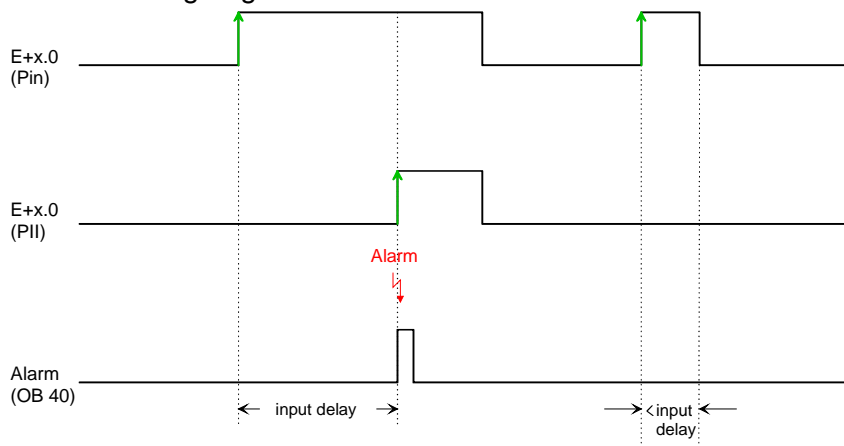 E+x.0
(Pin)
E+x.0
(PII)
Alarm
Alarm
(OB 40)
input delay
<input
delay